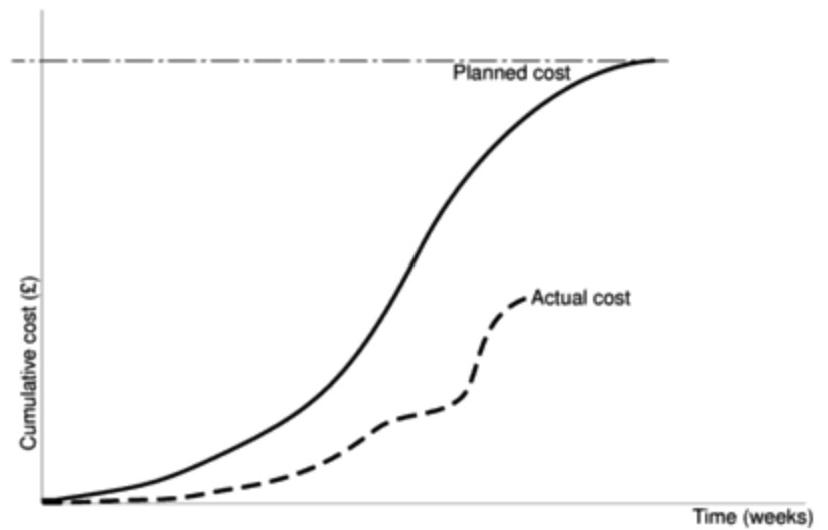 Planned cost
Actual cost
Cumulative cost (£)
Time (weeks)